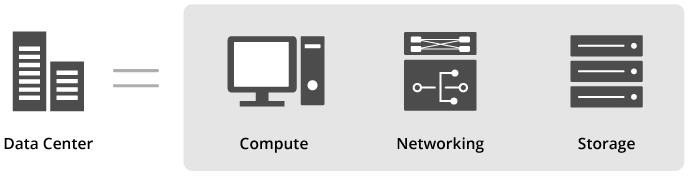 Data Center
Compute
Networking
Storage